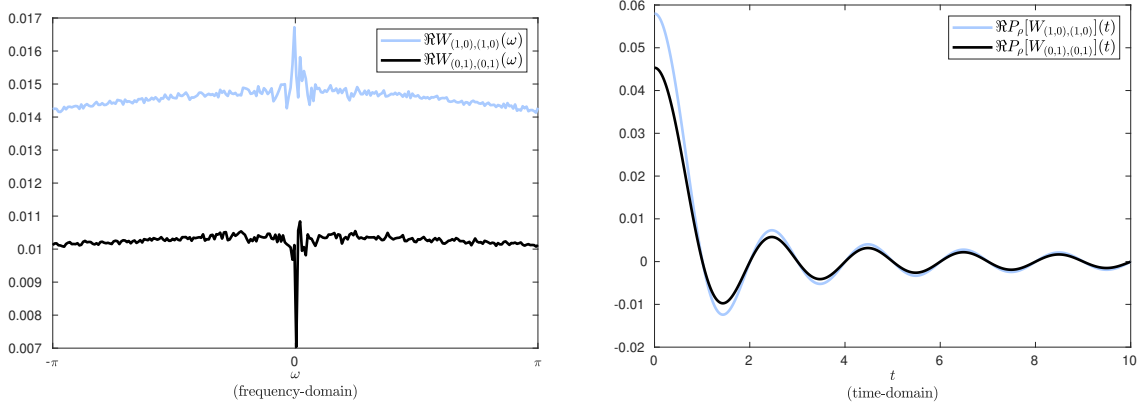 0.017
0.016
0.015
0.014
0.013
0.012
0.011
0.01
0.009
0.008
0.007
-π
0
π
ω
(frequency-domain)
ℜW_{(1,0),(1,0)}(ω)
ℜW_{(0,1),(0,1)}(ω)
0.06
0.05
0.04
0.03
0.02
0.01
0
-0.01
-0.02
0
2
4
6
8
10
t
(time-domain)
ℜP_ρ[W_{(1,0),(1,0)}](t)
ℜP_ρ[W_{(0,1),(0,1)}](t)